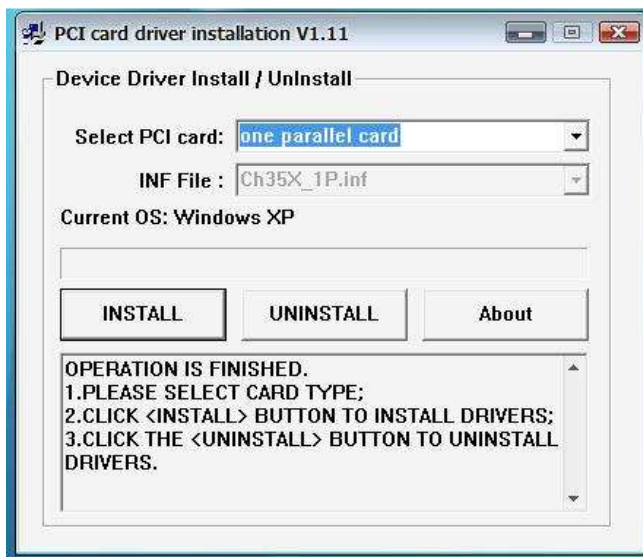 PCI card driver installation V1.11
Device Driver Install / UnInstall
Select PCI card: one parallel card
INF File : Ch35X_1P.inf
Current OS: Windows XP
INSTALL UNINSTALL About
OPERATION IS FINISHED.
1.PLEASE SELECT CARD TYPE;
2.CLICK <INSTALL> BUTTON TO INSTALL DRIVERS;
3.CLICK THE <UNINSTALL> BUTTON TO UNINSTALL
DRIVERS.